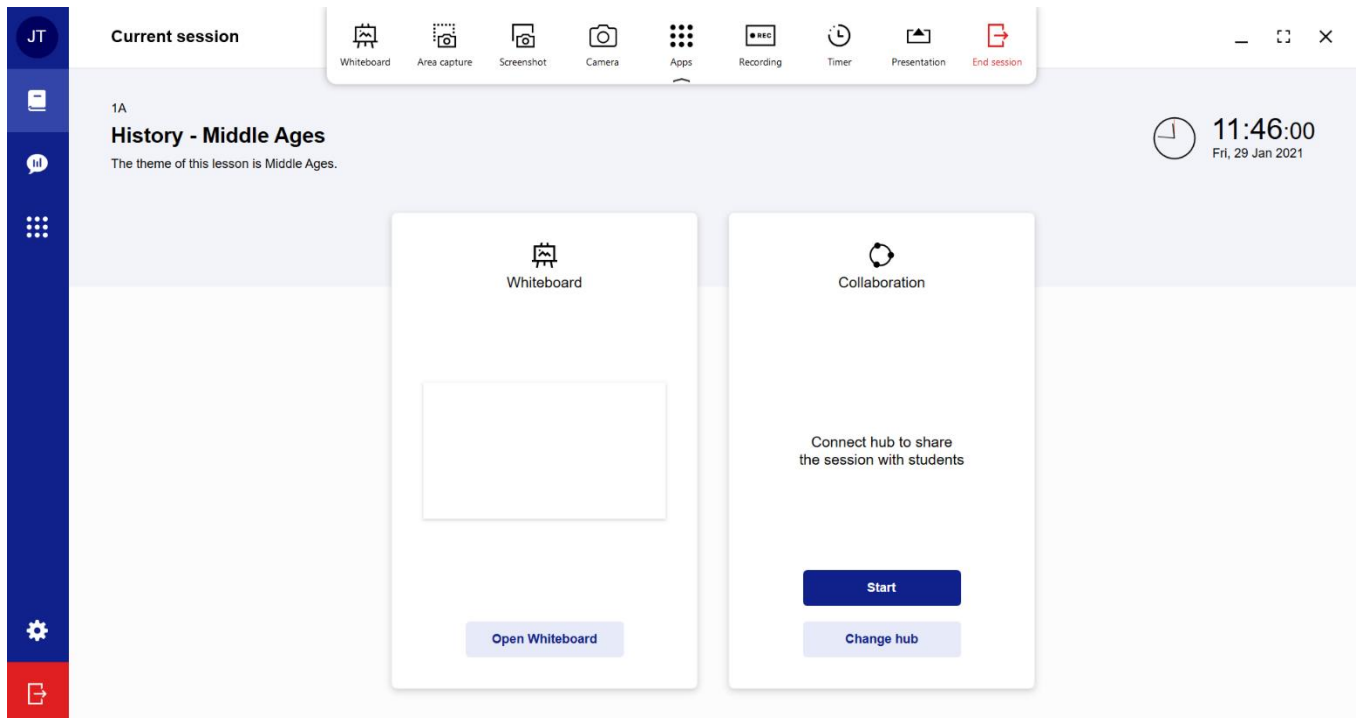 JT
Current session
Whiteboard
Area capture
Screenshot
Camera
Apps
REC
Recording
Timer
Presentation
End session
1A
History - Middle Ages
The theme of this lesson is Middle Ages.
11:46:00
Fri, 29 Jan 2021
Whiteboard
Open Whiteboard
Collaboration
Connect hub to share
the session with students
Start
Change hub